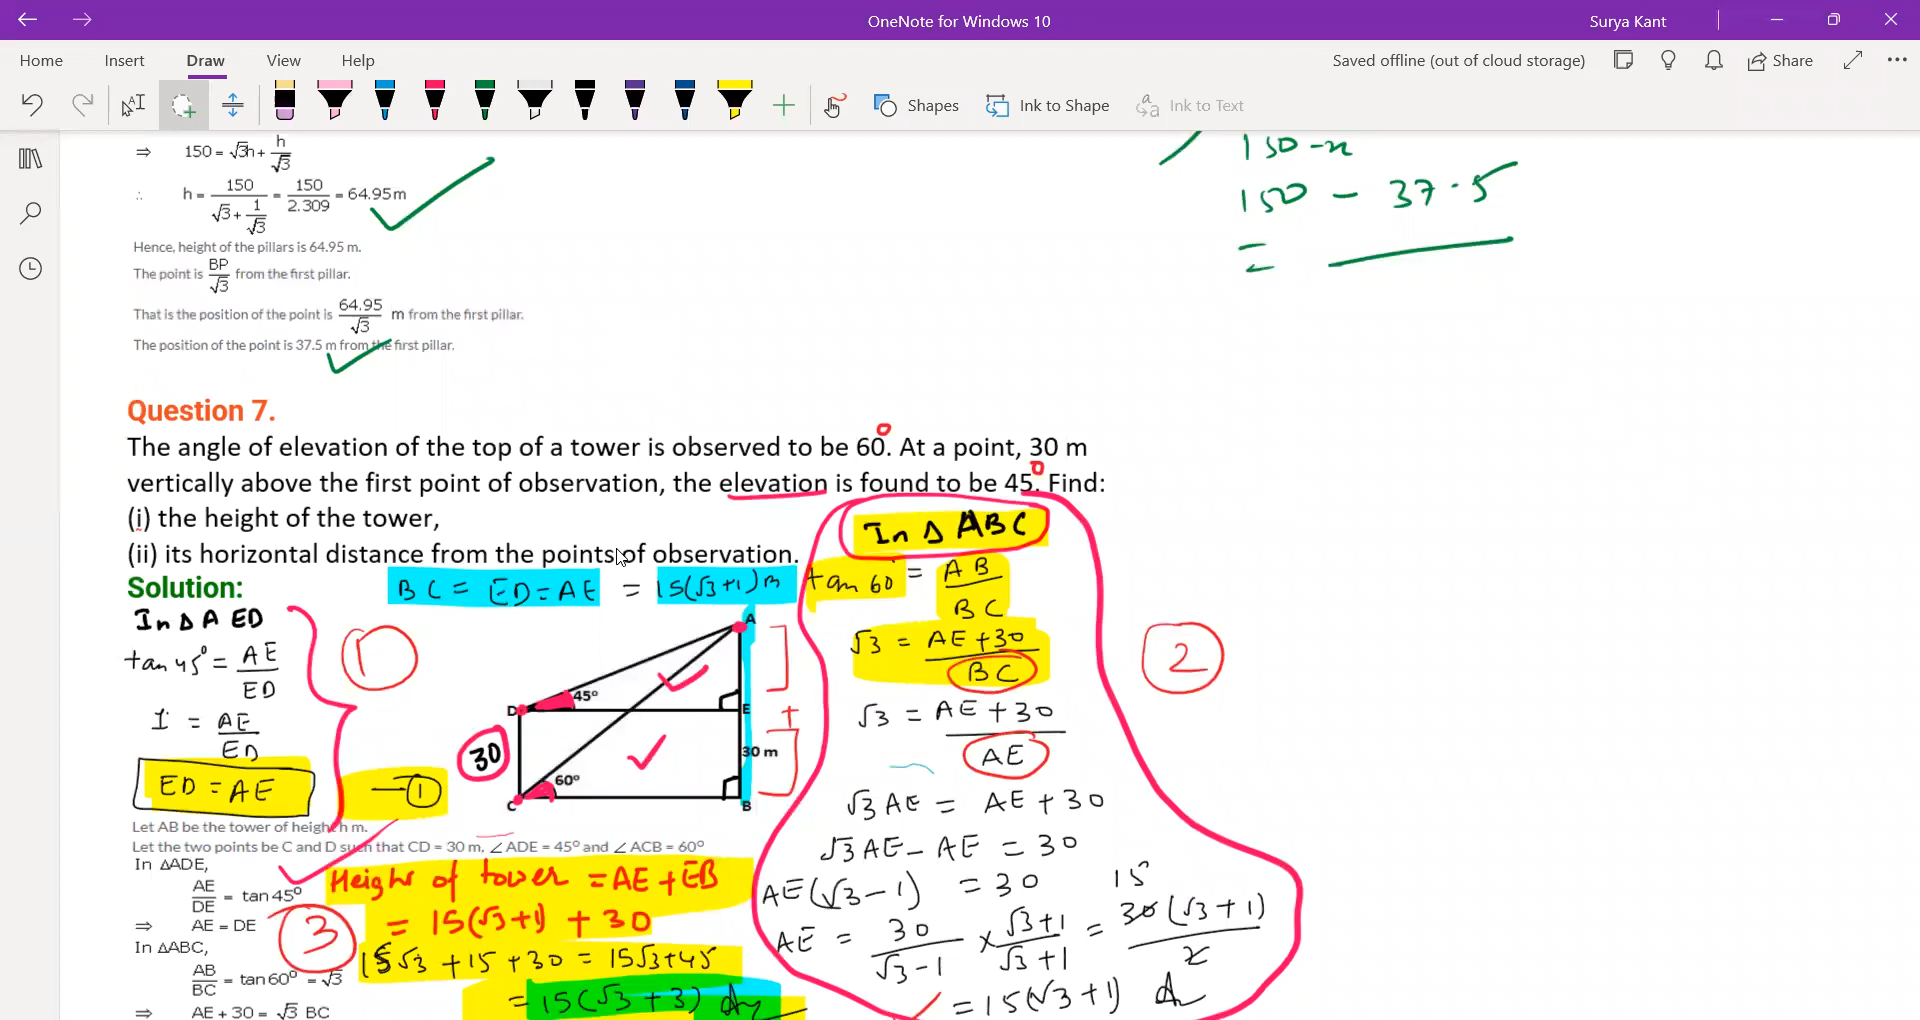 OneNote for Windows 10
Surya Kant
Home Insert Draw View Help
Saved offline (out of cloud storage) Share
Shapes Ink to Shape Ink to Text
⇒ 150 = √3h + h/√3
∴ h = 150/(√3 + 1/√3) = 150/2.309 = 64.95 m
Hence, height of the pillars is 64.95 m.
The point is BP/√3 from the first pillar.
That is the position of the point is 64.95/√3 m from the first pillar.
The position of the point is 37.5 m from the first pillar.
150 - x
150 - 37.5
=
Question 7.
The angle of elevation of the top of a tower is observed to be 60°. At a point, 30 m
vertically above the first point of observation, the elevation is found to be 45°. Find:
(i) the height of the tower,
(ii) its horizontal distance from the points of observation.
Solution:
BC = ED = AE = 15(√3+1) m
In Δ AED
tan 45° = AE/ED
1 = AE/ED
ED = AE — ①
①
A
D 45° E
30
30 m
60°
C B
In Δ ABC
tan 60 = AB/BC
√3 = AE+30/BC
√3 = AE+30/AE
√3 AE = AE+30
√3 AE - AE = 30
AE(√3-1) = 30
AE = 30/√3-1 × √3+1/√3+1 = 30(√3+1)/2
15
= 15(√3+1) Ans
②
Let AB be the tower of height h m.
Let the two points be C and D such that CD = 30 m, ∠ADE = 45° and ∠ACB = 60°
In ΔADE,
AE/DE = tan 45°
⇒ AE = DE
In ΔABC,
AB/BC = tan 60° = √3
⇒ AE + 30 = √3 BC
③
Height of tower = AE + EB
= 15(√3+1) + 30
15√3 + 15 + 30 = 15√3+45
= 15(√3+3) Ans